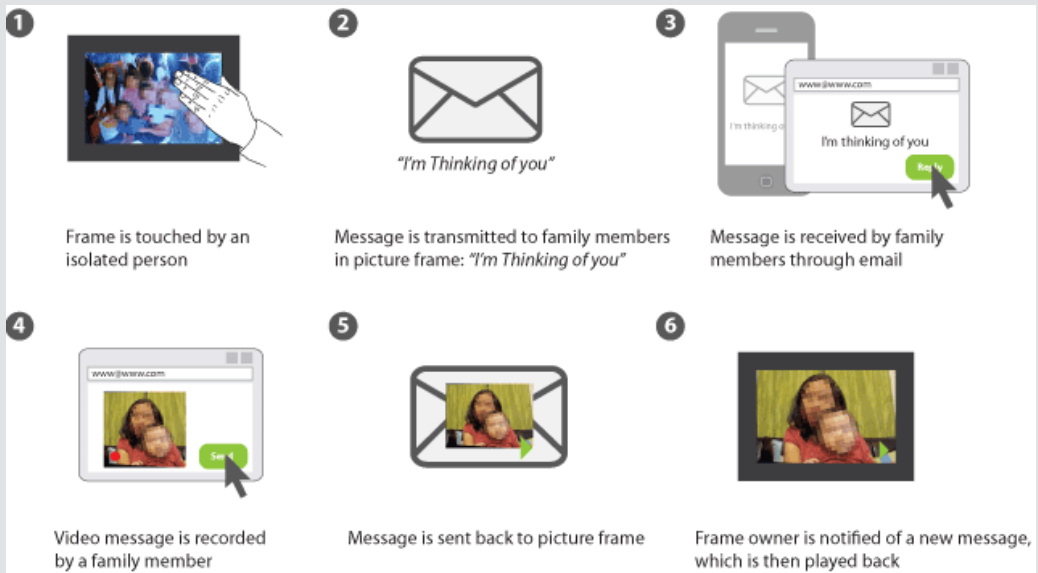 1
2
3
www@www.com
I'm thinking o
I'm thinking of you
Reply
"I'm Thinking of you"
Frame is touched by an
isolated person
Message is transmitted to family members
in picture frame: "I'm Thinking of you"
Message is received by family
members through email
4
5
6
www@www.com
Send
Video message is recorded
by a family member
Message is sent back to picture frame
Frame owner is notified of a new message,
which is then played back